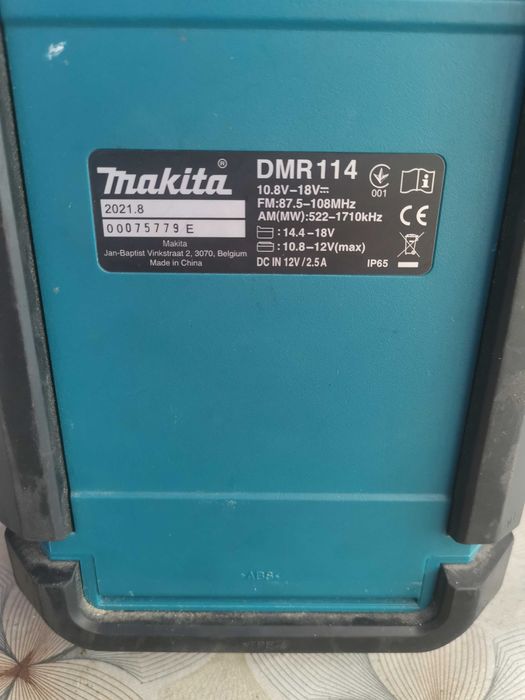 Makita®
2021.8
00075779 E
Makita
Jan-Baptist Vinkstraat 2, 3070, Belgium
Made in China
DMR114
10.8V⎓18V⎓
FM:87.5–108MHz
AM(MW):522–1710kHz
:14.4–18V
:10.8–12V(max)
DC IN 12V/2.5A
001
i
CE
IP65
>ABS<